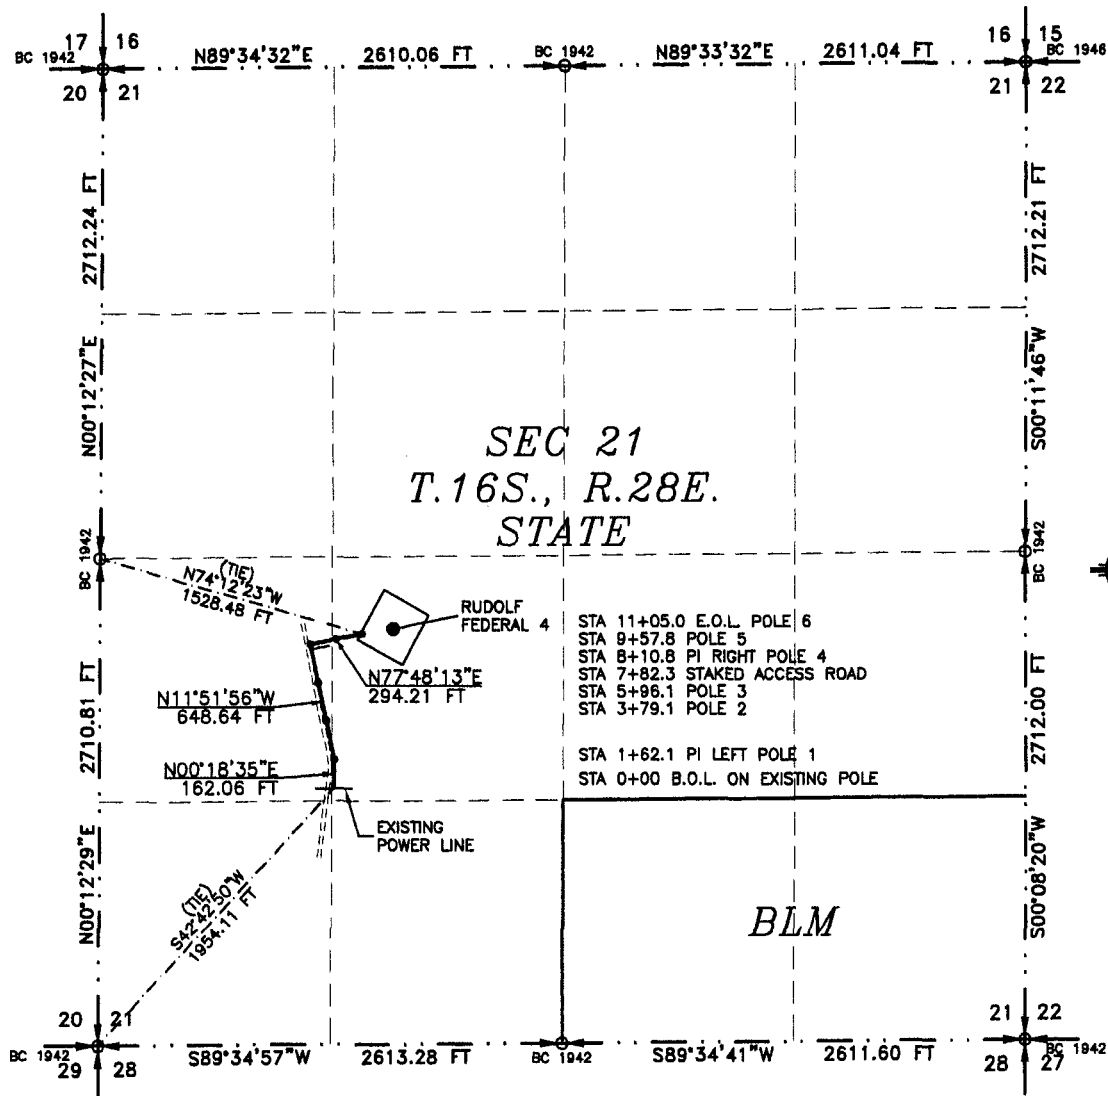 17 16
BC 1942
20 21
N89°34'32"E 2610.06 FT
BC 1942
N89°33'32"E 2611.04 FT
16 15
BC 1946
21 22
2712.24 FT
N00°12'27"E
2712.21 FT
S00°11'46"W
SEC 21
T.16S., R.28E.
STATE
BC 1942
BC 1942
(TIE)
N74°12'23"W
1528.48 FT
RUDOLF
FEDERAL 4
N77°48'13"E
294.21 FT
N11°51'56"W
648.64 FT
N00°18'35"E
162.06 FT
STA 11+05.0 E.O.L. POLE 6
STA 9+57.8 POLE 5
STA 8+10.8 PI RIGHT POLE 4
STA 7+82.3 STAKED ACCESS ROAD
STA 5+96.1 POLE 3
STA 3+79.1 POLE 2
STA 1+62.1 PI LEFT POLE 1
STA 0+00 B.O.L. ON EXISTING POLE
2710.81 FT
N00°12'29"E
2712.00 FT
S00°08'20"W
EXISTING
POWER LINE
(TIE)
S42°42'50"W
1954.11 FT
BLM
20 21
BC 1942
29 28
S89°34'57"W 2613.28 FT
BC 1942
S89°34'41"W 2611.60 FT
21 22
BC 1942
28 27